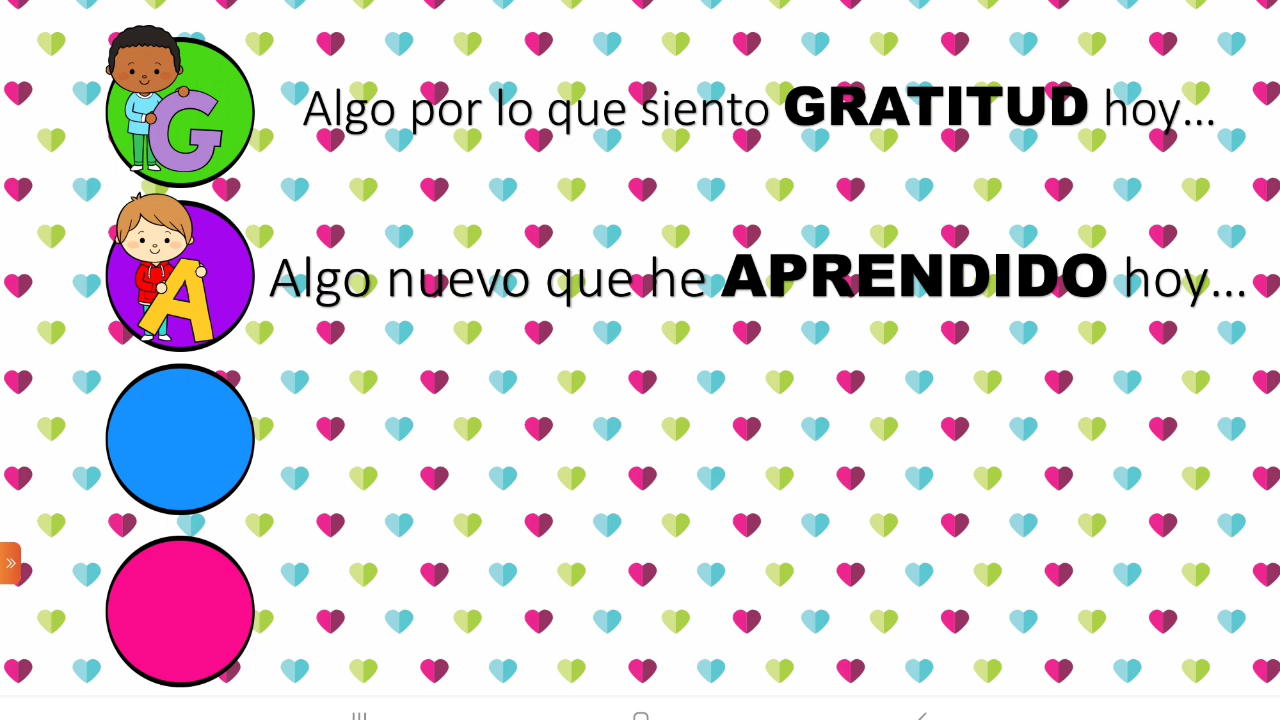 G
Algo por lo que siento GRATITUD hoy...
A
Algo nuevo que he APRENDIDO hoy...